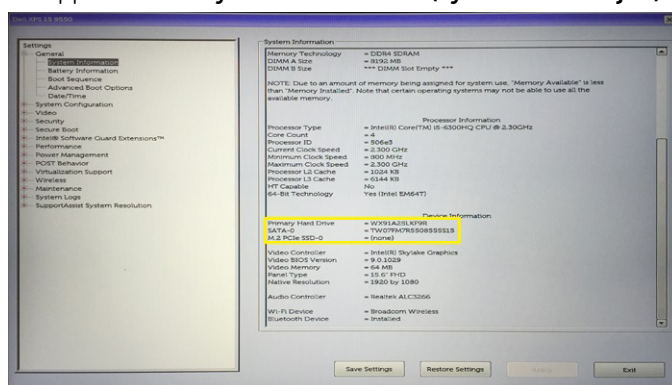 Dell XPS 15 9550
Settings
General
System Information
Battery Information
Boot Sequence
Advanced Boot Options
Date/Time
System Configuration
Video
Security
Secure Boot
Intel® Software Guard Extensions™
Performance
Power Management
POST Behavior
Virtualization Support
Wireless
Maintenance
System Logs
SupportAssist System Resolution
System Information
Memory Technology = DDR4 SDRAM
DIMM A Size = 8192 MB
DIMM B Size *** DIMM Slot Empty ***
NOTE: Due to an amount of memory being assigned for system use, "Memory Available" is less
than "Memory Installed". Note that certain operating systems may not be able to use all the
available memory.
Processor Information
Processor Type = Intel(R) Core(TM) i5-6300HQ CPU @ 2.30GHz
Core Count = 4
Processor ID = 506e3
Current Clock Speed = 2.300 GHz
Minimum Clock Speed = 800 MHz
Maximum Clock Speed = 2.300 GHz
Processor L2 Cache = 1024 KB
Processor L3 Cache = 6144 KB
HT Capable No
64-Bit Technology Yes (Intel EM64T)
Device Information
Primary Hard Drive = WX91A25LKP9R
SATA-0
M.2 PCIe SSD-0 = (none)
Video Controller = Intel(R) Skylake Graphics
Video BIOS Version = 9.0.1029
Video Memory = 64 MB
Panel Type = 15.6" FHD
Native Resolution = 1920 by 1080
Audio Controller = Realtek ALC3266
Wi-Fi Device = Broadcom Wireless
Bluetooth Device = Installed
Save Settings
Restore Settings
Apply
Exit